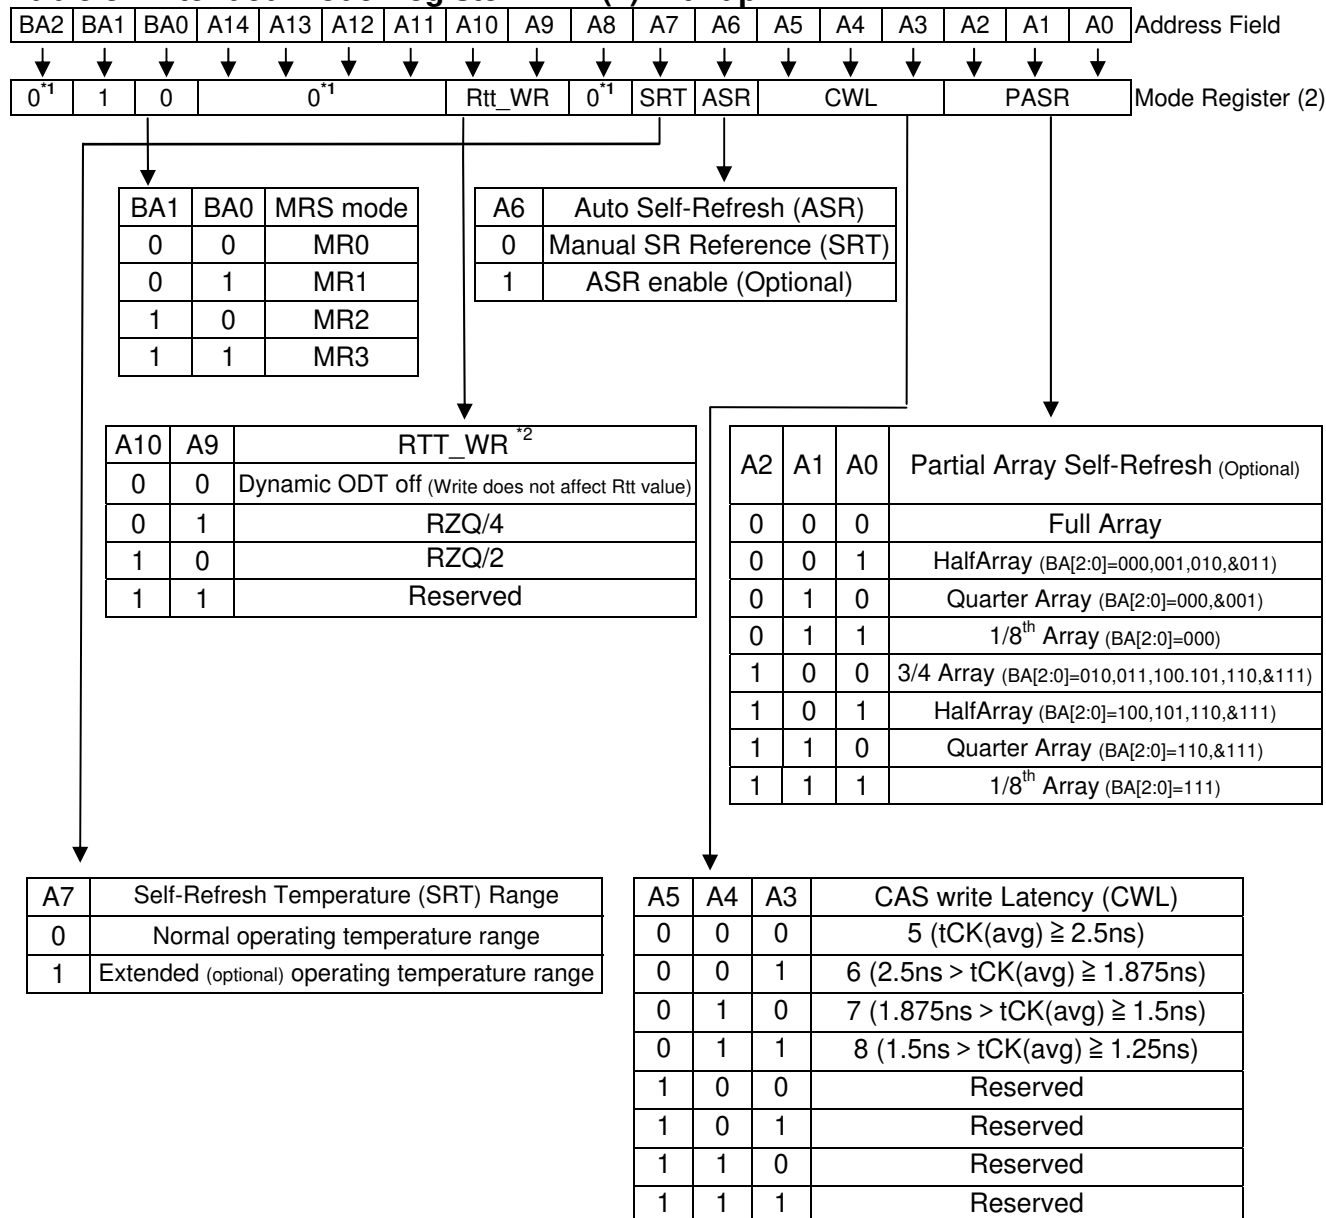 BA2 BA1 BA0 A14 A13 A12 A11 A10 A9 A8 A7 A6 A5 A4 A3 A2 A1 A0 Address Field
0*1 1 0 0*1 Rtt_WR 0*1 SRT ASR CWL PASR Mode Register (2)
BA1 BA0 MRS mode
0 0 MR0
0 1 MR1
1 0 MR2
1 1 MR3
A6 Auto Self-Refresh (ASR)
0 Manual SR Reference (SRT)
1 ASR enable (Optional)
A10 A9 RTT_WR *2
0 0 Dynamic ODT off (Write does not affect Rtt value)
0 1 RZQ/4
1 0 RZQ/2
1 1 Reserved
A2 A1 A0 Partial Array Self-Refresh (Optional)
0 0 0 Full Array
0 0 1 HalfArray (BA[2:0]=000,001,010,&011)
0 1 0 Quarter Array (BA[2:0]=000,&001)
0 1 1 1/8th Array (BA[2:0]=000)
1 0 0 3/4 Array (BA[2:0]=010,011,100.101,110,&111)
1 0 1 HalfArray (BA[2:0]=100,101,110,&111)
1 1 0 Quarter Array (BA[2:0]=110,&111)
1 1 1 1/8th Array (BA[2:0]=111)
A7 Self-Refresh Temperature (SRT) Range
0 Normal operating temperature range
1 Extended (optional) operating temperature range
A5 A4 A3 CAS write Latency (CWL)
0 0 0 5 (tCK(avg) ≧ 2.5ns)
0 0 1 6 (2.5ns > tCK(avg) ≧ 1.875ns)
0 1 0 7 (1.875ns > tCK(avg) ≧ 1.5ns)
0 1 1 8 (1.5ns > tCK(avg) ≧ 1.25ns)
1 0 0 Reserved
1 0 1 Reserved
1 1 0 Reserved
1 1 1 Reserved